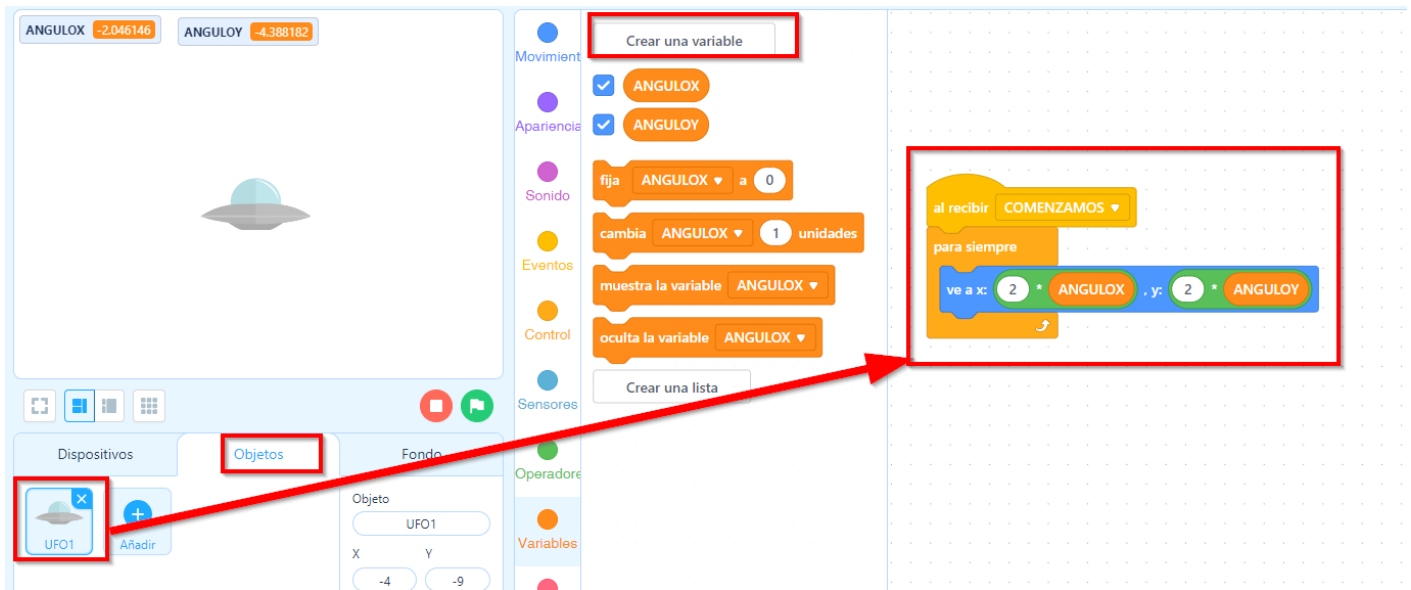 ANGULOX -2.046146
ANGULOY -4.388182
Dispositivos
Objetos
Fondo
UFO1
Añadir
Objeto
UFO1
X Y
-4 -9
Movimient
Apariencia
Sonido
Eventos
Control
Sensores
Operadore
Variables
Crear una variable
ANGULOX
ANGULOY
fija ANGULOX a 0
cambia ANGULOX 1 unidades
muestra la variable ANGULOX
oculta la variable ANGULOX
Crear una lista
al recibir COMENZAMOS
para siempre
ve a x: 2 * ANGULOX , y: 2 * ANGULOY